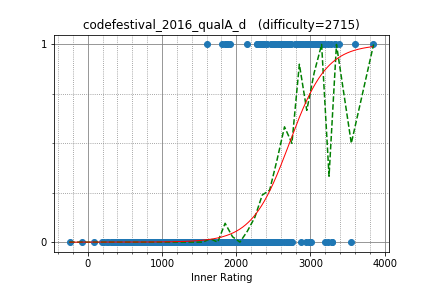 codefestival_2016_qualA_d (difficulty=2715)
1
0
0 1000 2000 3000 4000
Inner Rating